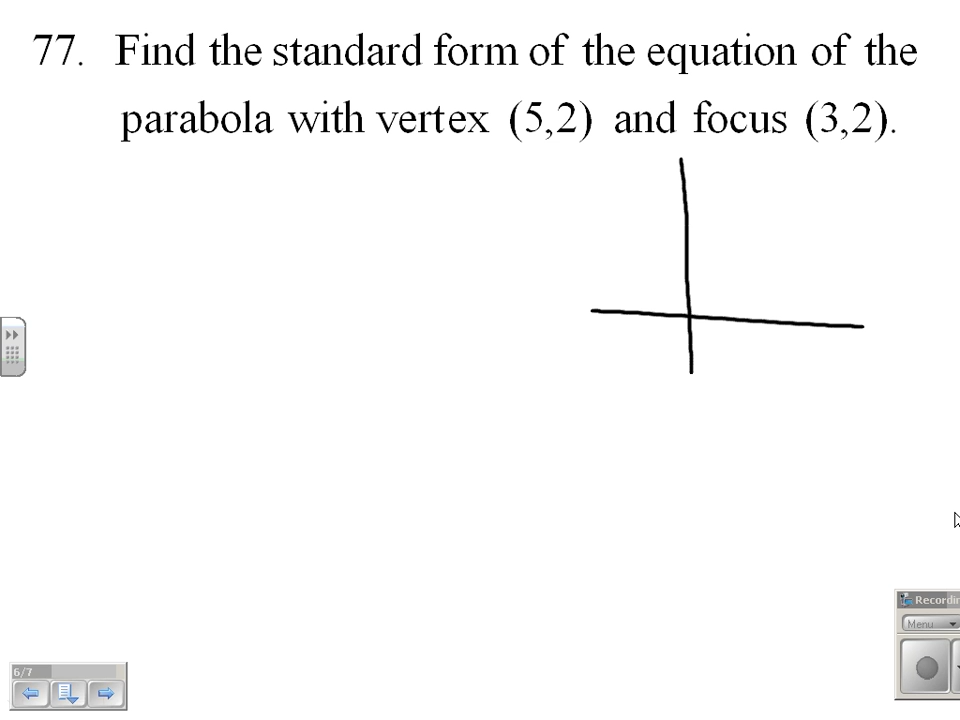 77. Find the standard form of the equation of the
parabola with vertex (5,2) and focus (3,2).
Recordin
Menu
6/7